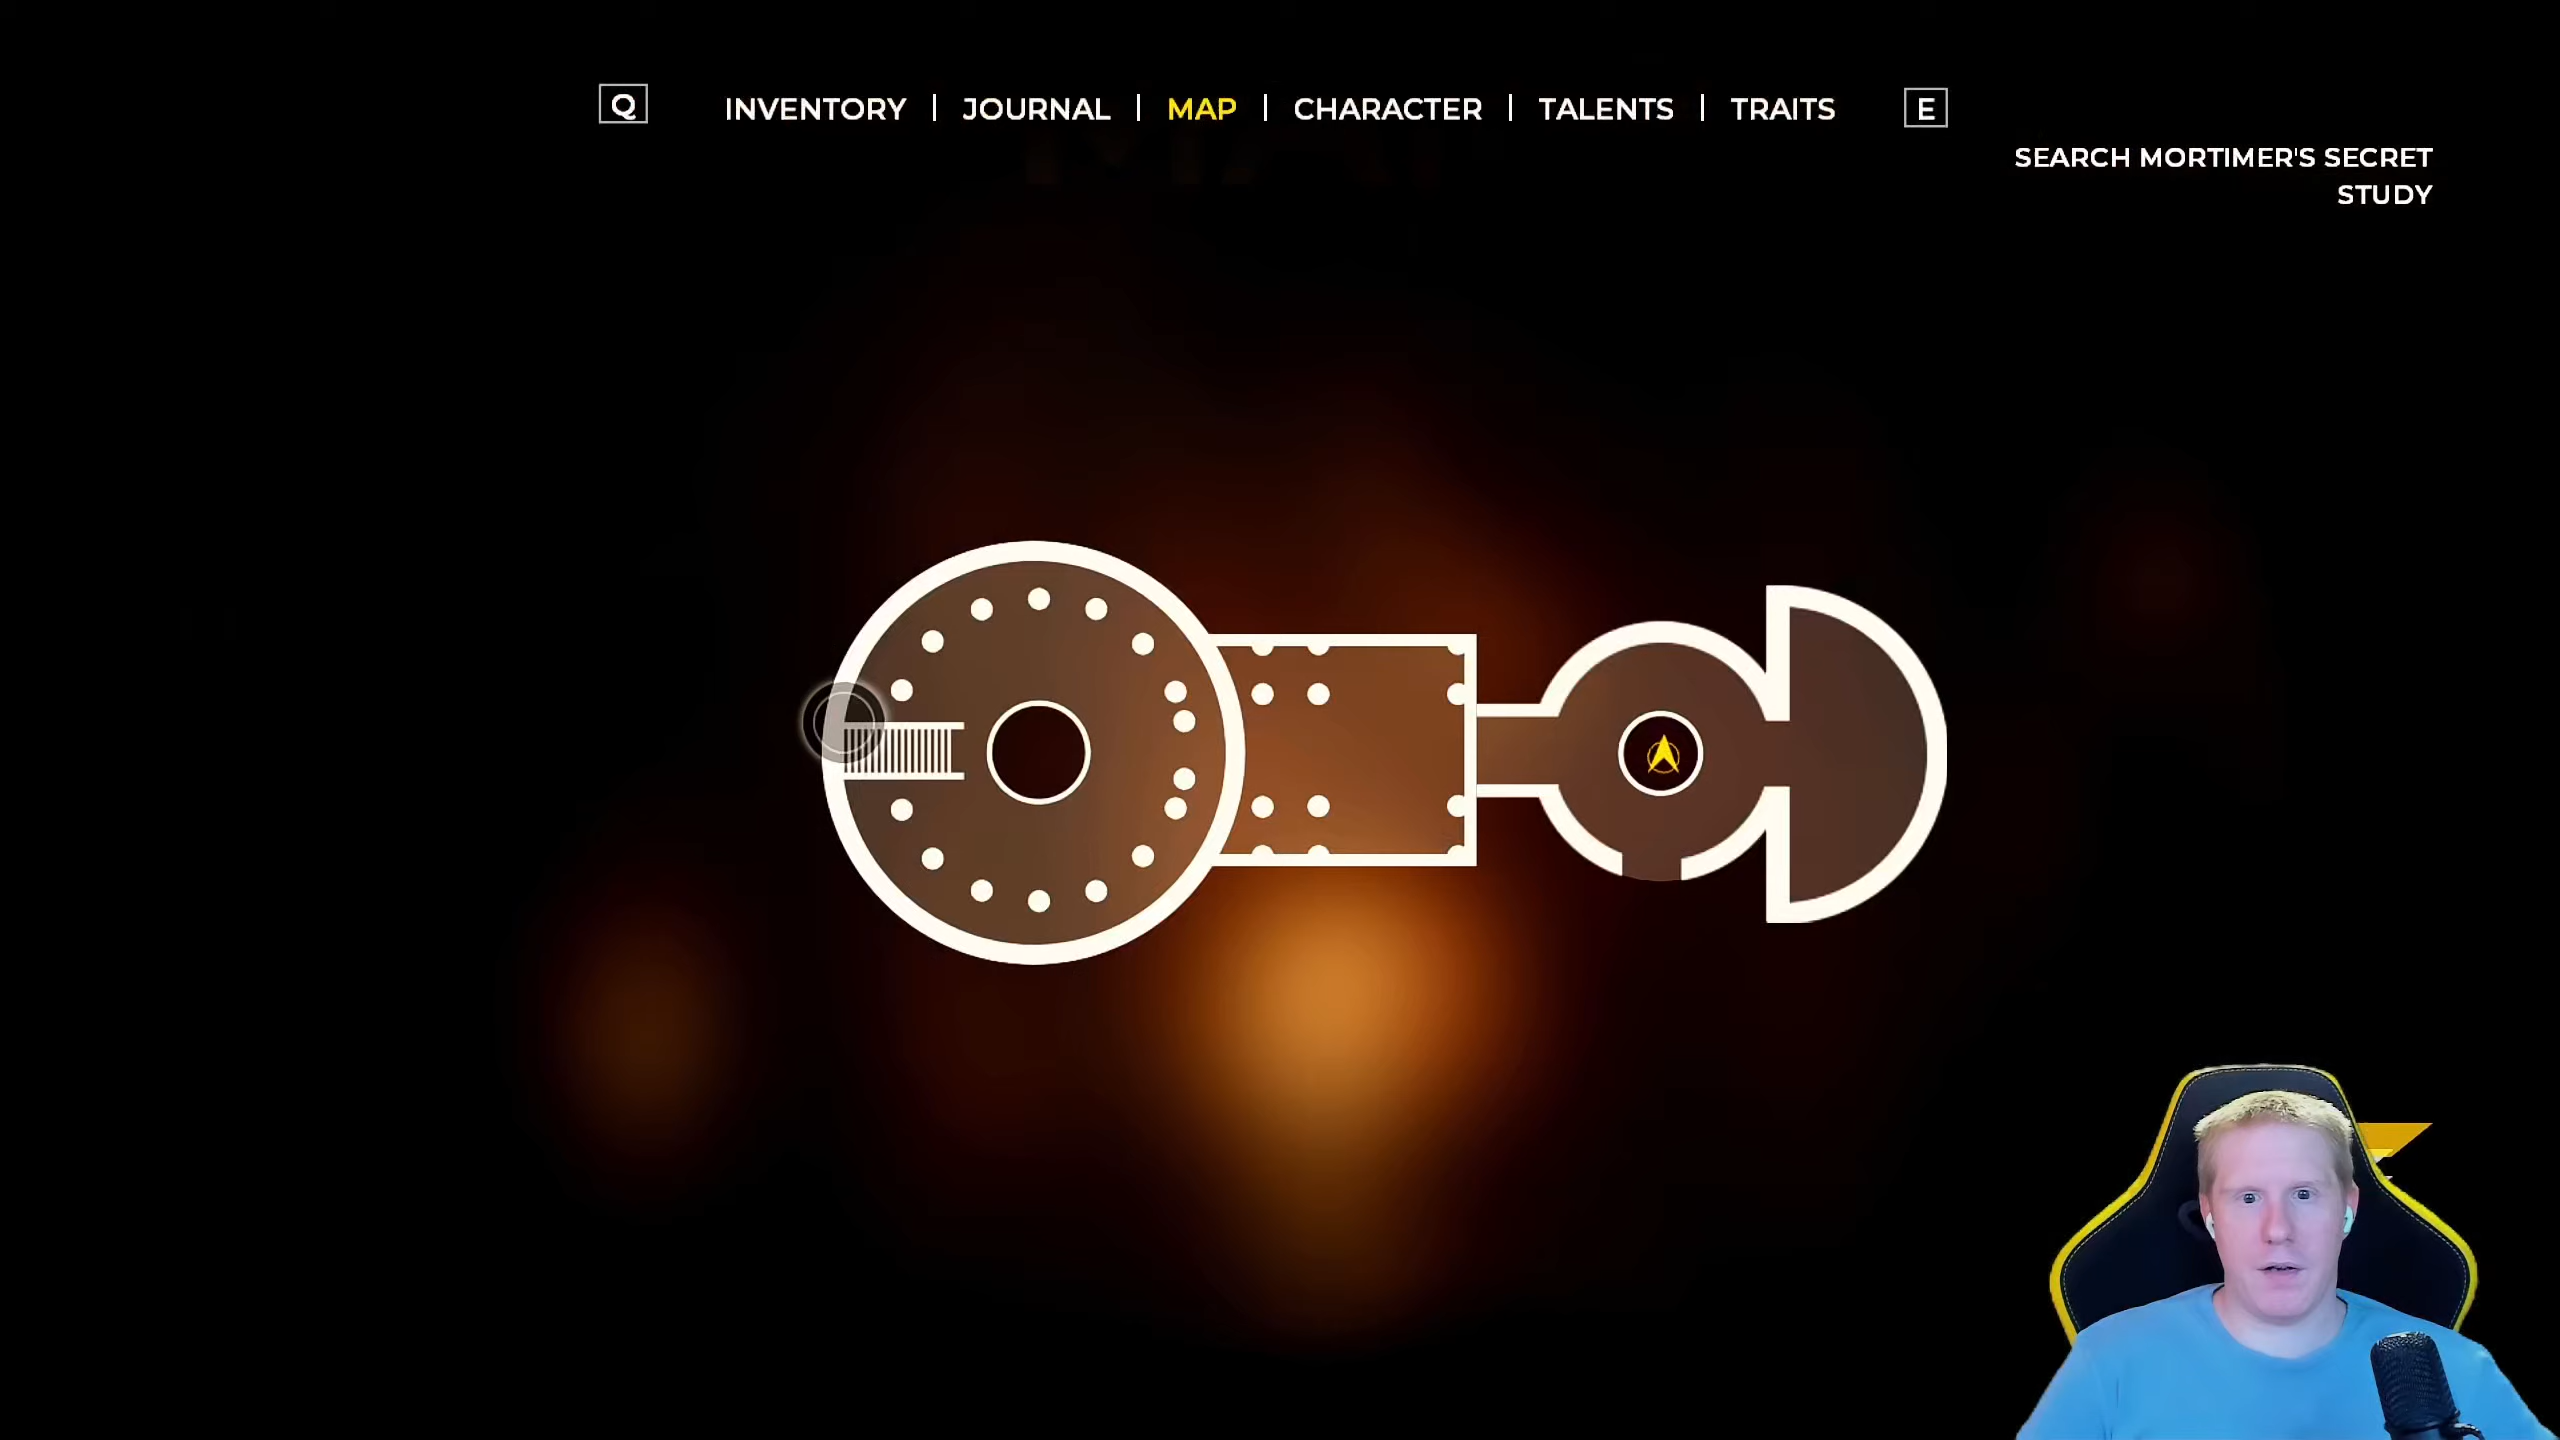 Q INVENTORY | JOURNAL | MAP | CHARACTER | TALENTS | TRAITS E
SEARCH MORTIMER'S SECRET
STUDY